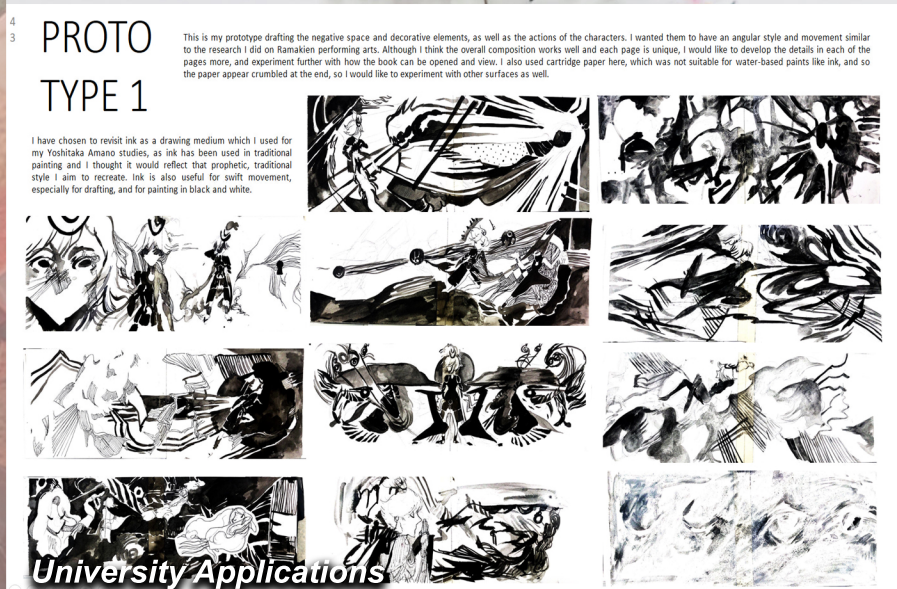 4
3
PROTO
TYPE 1
This is my prototype drafting the negative space and decorative elements, as well as the actions of the characters. I wanted them to have an angular style and movement similar
to the research I did on Ramakien performing arts. Although I think the overall composition works well and each page is unique, I would like to develop the details in each of the
pages more, and experiment further with how the book can be opened and view. I also used cartridge paper here, which was not suitable for water-based paints like ink, and so
the paper appear crumbled at the end, so I would like to experiment with other surfaces as well.
I have chosen to revisit ink as a drawing medium which I used for
my Yoshitaka Amano studies, as ink has been used in traditional
painting and I thought it would reflect that prophetic, traditional
style I aim to recreate. Ink is also useful for swift movement,
especially for drafting, and for painting in black and white.
University Applications